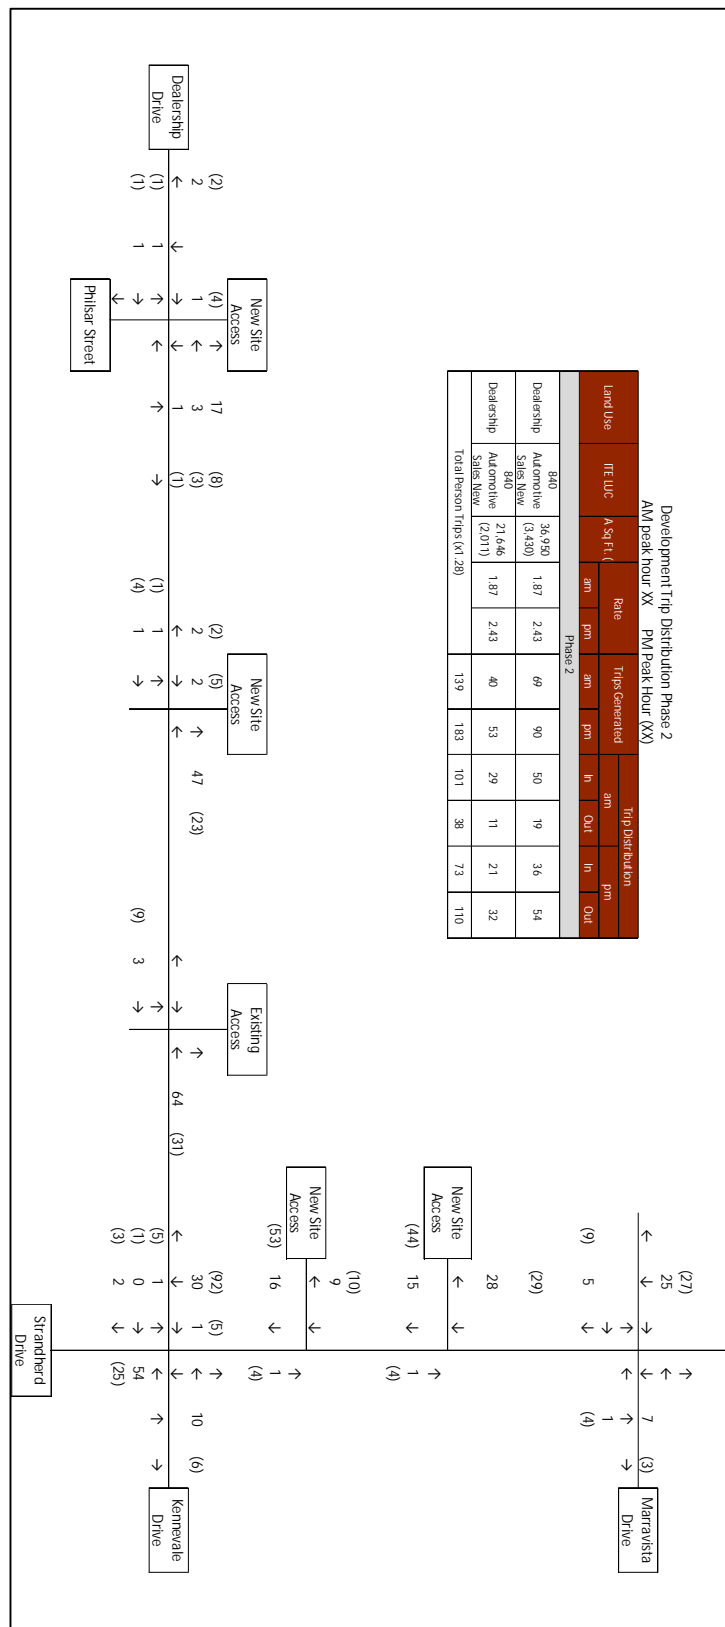 Development Trip Distribution Phase 2
AM peak hour XX PM Peak Hour (XX)
Land Use ITE LUC A Sq Ft. ( Rate Trips Generated Trip Distribution
am pm
am pm am pm In Out In Out
Phase 2
Dealership 840 Automotive Sales New 36,950 (3,430) 1.87 2.43 69 90 50 19 36 54
Dealership 840 Automotive Sales New 21,646 (2,011) 1.87 2.43 40 53 29 11 21 32
Total Person Trips (x1.28) 139 183 101 38 73 110
(27)
25
7 (3)
Marravista
Drive
1
(9) 5 (4)
(29)
28
New Site
Access
(44) 15 1
(4)
(10)
9
New Site
Access
(53) 16 1
(4)
New Site
Access
New Site
Access
Existing
Access
(2) (4) 17 (8) (2) (5) (92) (5)
2 1 3 (3) 2 2 47 (23) 30 1 10 (6)
Dealership
Drive
1 (1) 64 (31)
Kennevale
Drive
(1) 1 (1) 1 (5) 1
(1) 1 (4) 1 (9) 3 (1) 0 54
(3) 2 (25)
Philsar Street
Strandherd
Drive